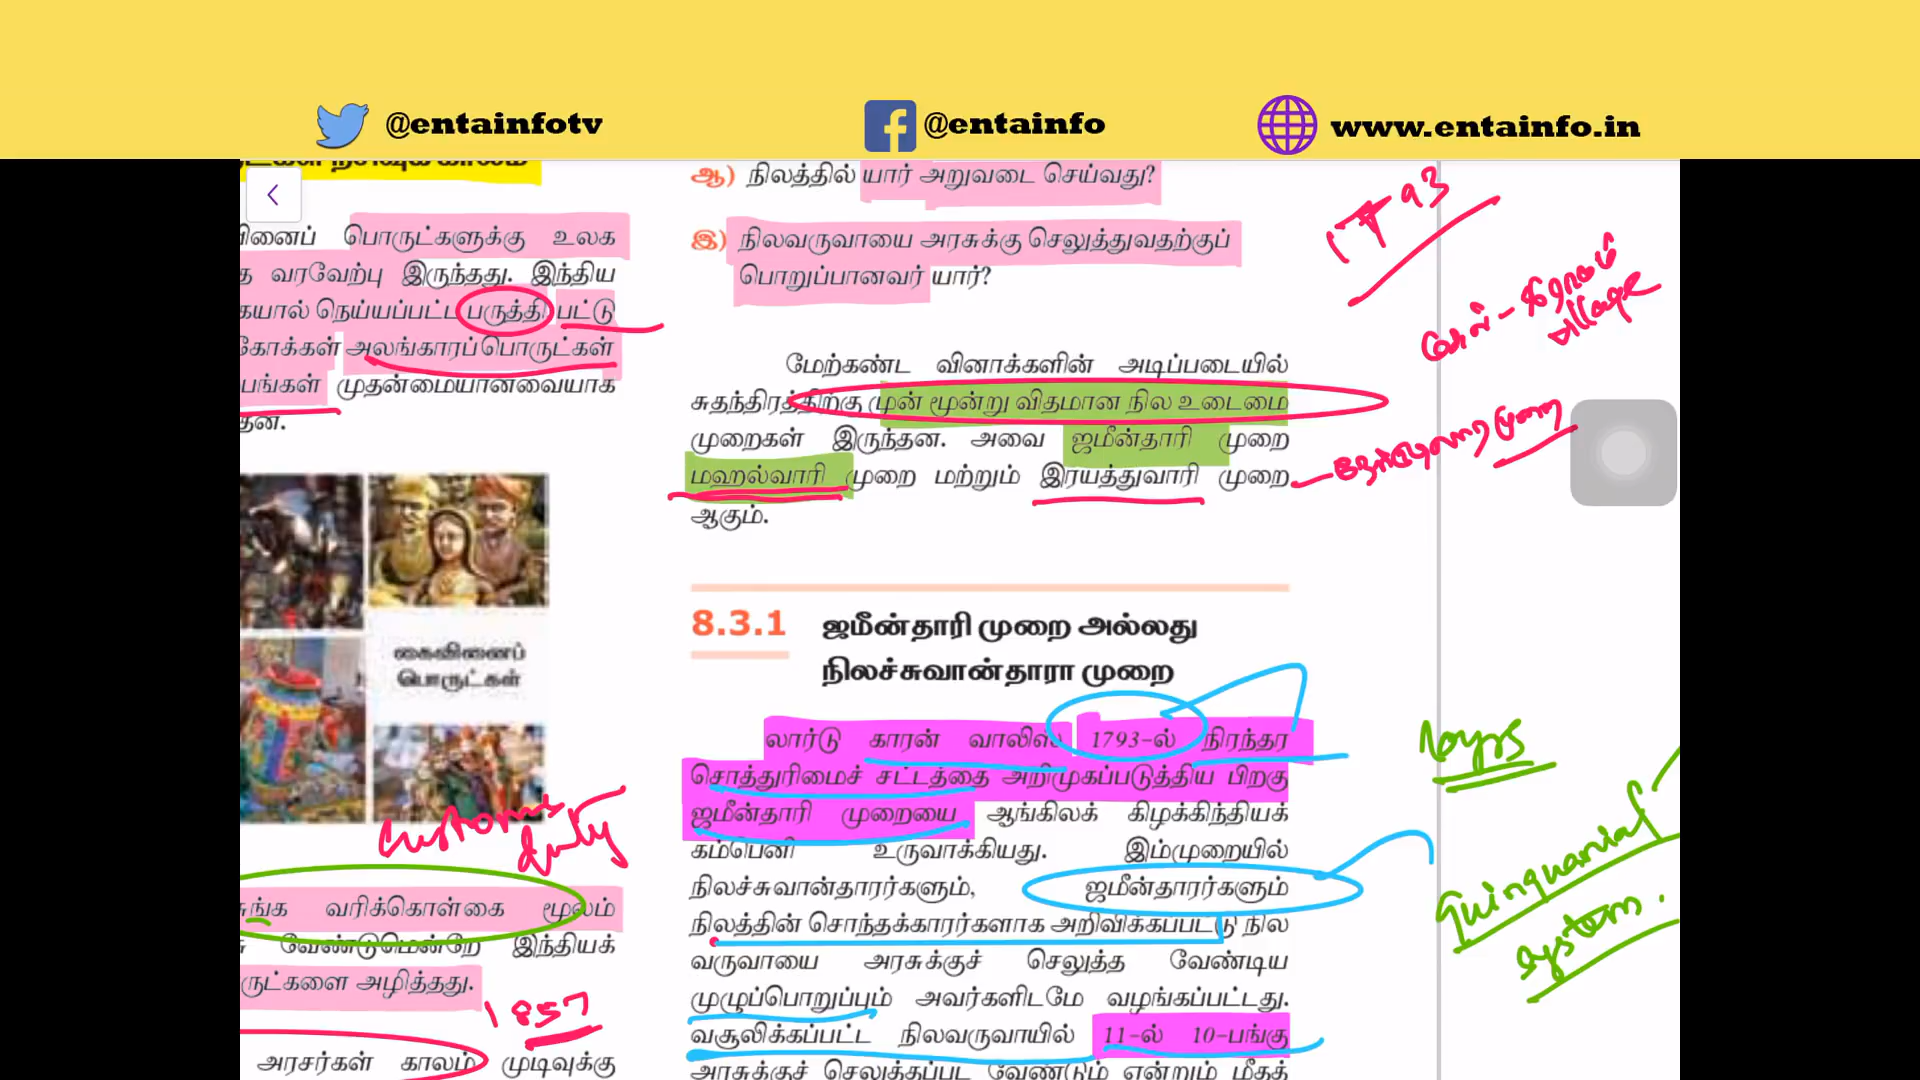 @entainfotv
@entainfo
www.entainfo.in
பொருட்களுக்கு உலக
வரவேற்பு இருந்தது. இந்திய
நெய்யப்பட்ட பருத்தி பட்டு
அலங்காரப்பொருட்கள்
முதன்மையானவையாக
கைவினைப்
பொருட்கள்
customs
duty
வரிக்கொள்கை மூலம்
வேண்டுமென்றே இந்தியக்
அழித்தது.
1857
அரசர்கள் காலம் முடிவுக்கு
ஆ) நிலத்தில் யார் அறுவடை செய்வது?
இ) நிலவருவாயை அரசுக்கு செலுத்துவதற்குப்
பொறுப்பானவர் யார்?
மேற்கண்ட வினாக்களின் அடிப்படையில்
சுதந்திரத்திற்கு முன் மூன்று விதமான நில உடைமை
முறைகள் இருந்தன. அவை ஜமீன்தாரி முறை
மஹல்வாரி முறை மற்றும் இரயத்துவாரி முறை
ஆகும்.
8.3.1 ஜமீன்தாரி முறை அல்லது
நிலச்சுவான்தாரா முறை
லார்டு காரன் வாலிஸ் 1793-ல் நிரந்தர
சொத்துரிமைச் சட்டத்தை அறிமுகப்படுத்திய பிறகு
ஜமீன்தாரி முறையை ஆங்கிலக் கிழக்கிந்தியக்
கம்பெனி உருவாக்கியது. இம்முறையில்
நிலச்சுவான்தாரர்களும், ஜமீன்தாரர்களும்
நிலத்தின் சொந்தக்காரர்களாக அறிவிக்கப்பட்டு நில
வருவாயை அரசுக்குச் செலுத்த வேண்டிய
முழுப்பொறுப்பும் அவர்களிடமே வழங்கப்பட்டது.
வசூலிக்கப்பட்ட நிலவருவாயில் 11-ல் 10-பங்கு
அரசுக்குச் செலுத்தப்பட வேண்டும் என்றும் மீதத்
village
Quinquanial
system.